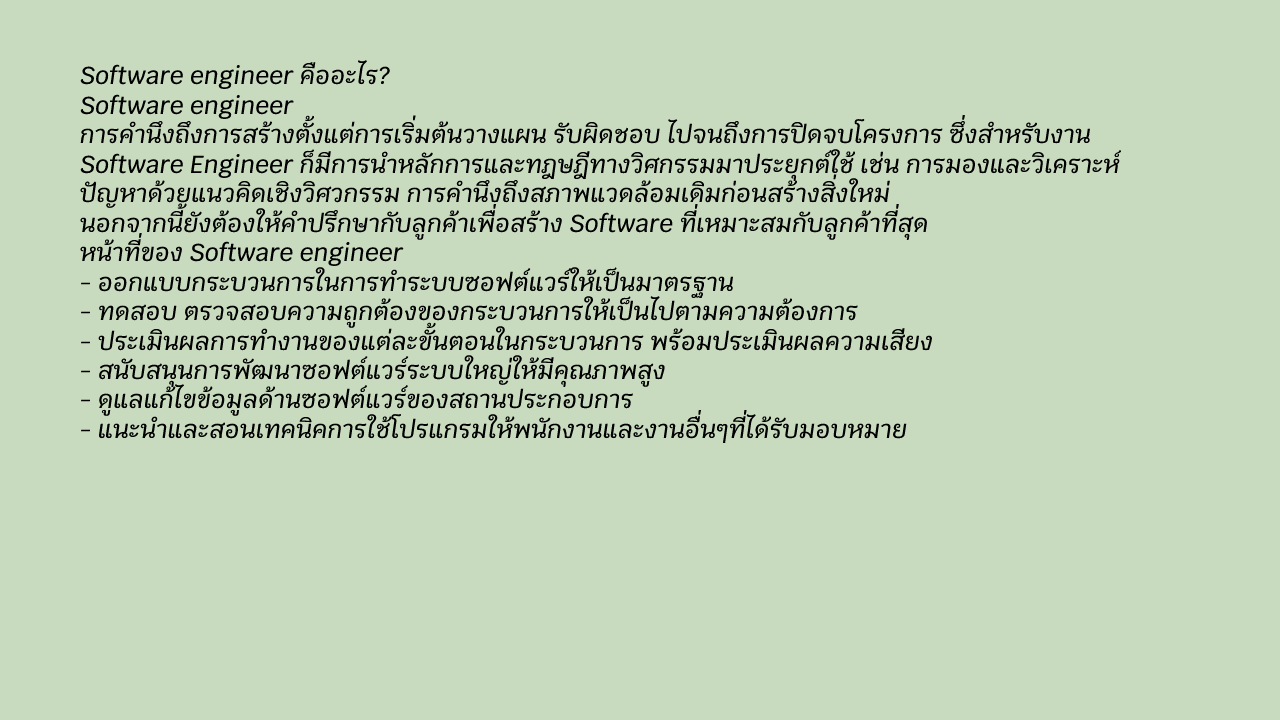 Software engineer คืออะไร?
Software engineer
การคำนึงถึงการสร้างตั้งแต่การเริ่มต้นวางแผน รับผิดชอบ ไปจนถึงการปิดจบโครงการ ซึ่งสำหรับงาน
Software Engineer ก็มีการนำหลักการและทฎษฎีทางวิศกรรมมาประยุกต์ใช้ เช่น การมองและวิเคราะห์
ปัญหาด้วยแนวคิดเชิงวิศวกรรม การคำนึงถึงสภาพแวดล้อมเดิมก่อนสร้างสิ่งใหม่
นอกจากนี้ยังต้องให้คำปรึกษากับลูกค้าเพื่อสร้าง Software ที่เหมาะสมกับลูกค้าที่สุด
หน้าที่ของ Software engineer
- ออกแบบกระบวนการในการทำระบบซอฟต์แวร์ให้เป็นมาตรฐาน
- ทดสอบ ตรวจสอบความถูกต้องของกระบวนการให้เป็นไปตามความต้องการ
- ประเมินผลการทำงานของแต่ละขั้นตอนในกระบวนการ พร้อมประเมินผลความเสี่ยง
- สนับสนุนการพัฒนาซอฟต์แวร์ระบบใหญ่ให้มีคุณภาพสูง
- ดูแลแก้ไขข้อมูลด้านซอฟต์แวร์ของสถานประกอบการ
- แนะนำและสอนเทคนิคการใช้โปรแกรมให้พนักงานและงานอื่นๆที่ได้รับมอบหมาย